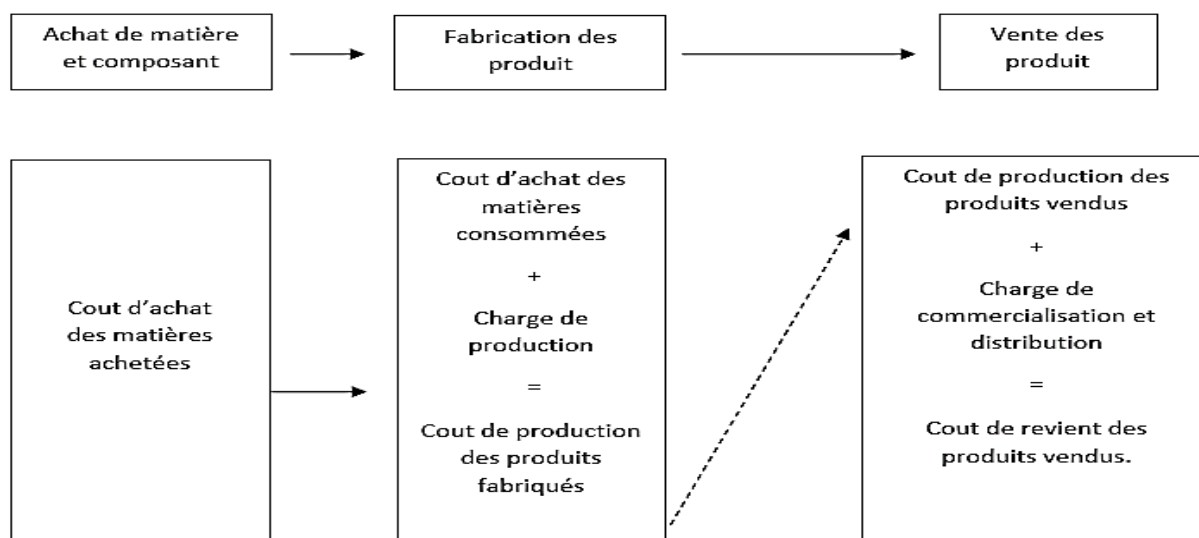 Achat de matière
et composant
Fabrication des
produit
Vente des
produit
Cout d'achat
des matières
achetées
Cout d'achat des
matières
consommées
+
Charge de
production
=
Cout de production
des produits
fabriqués
Cout de production des
produits vendus
+
Charge de
commercialisation et
distribution
=
Cout de revient des
produits vendus.